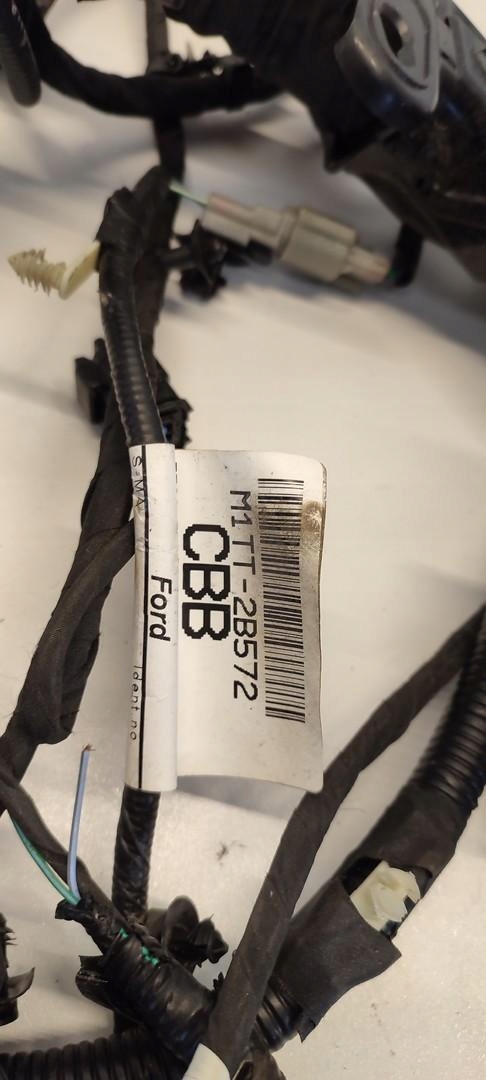 M1TT-2B572
CBB
Ford
Ident no